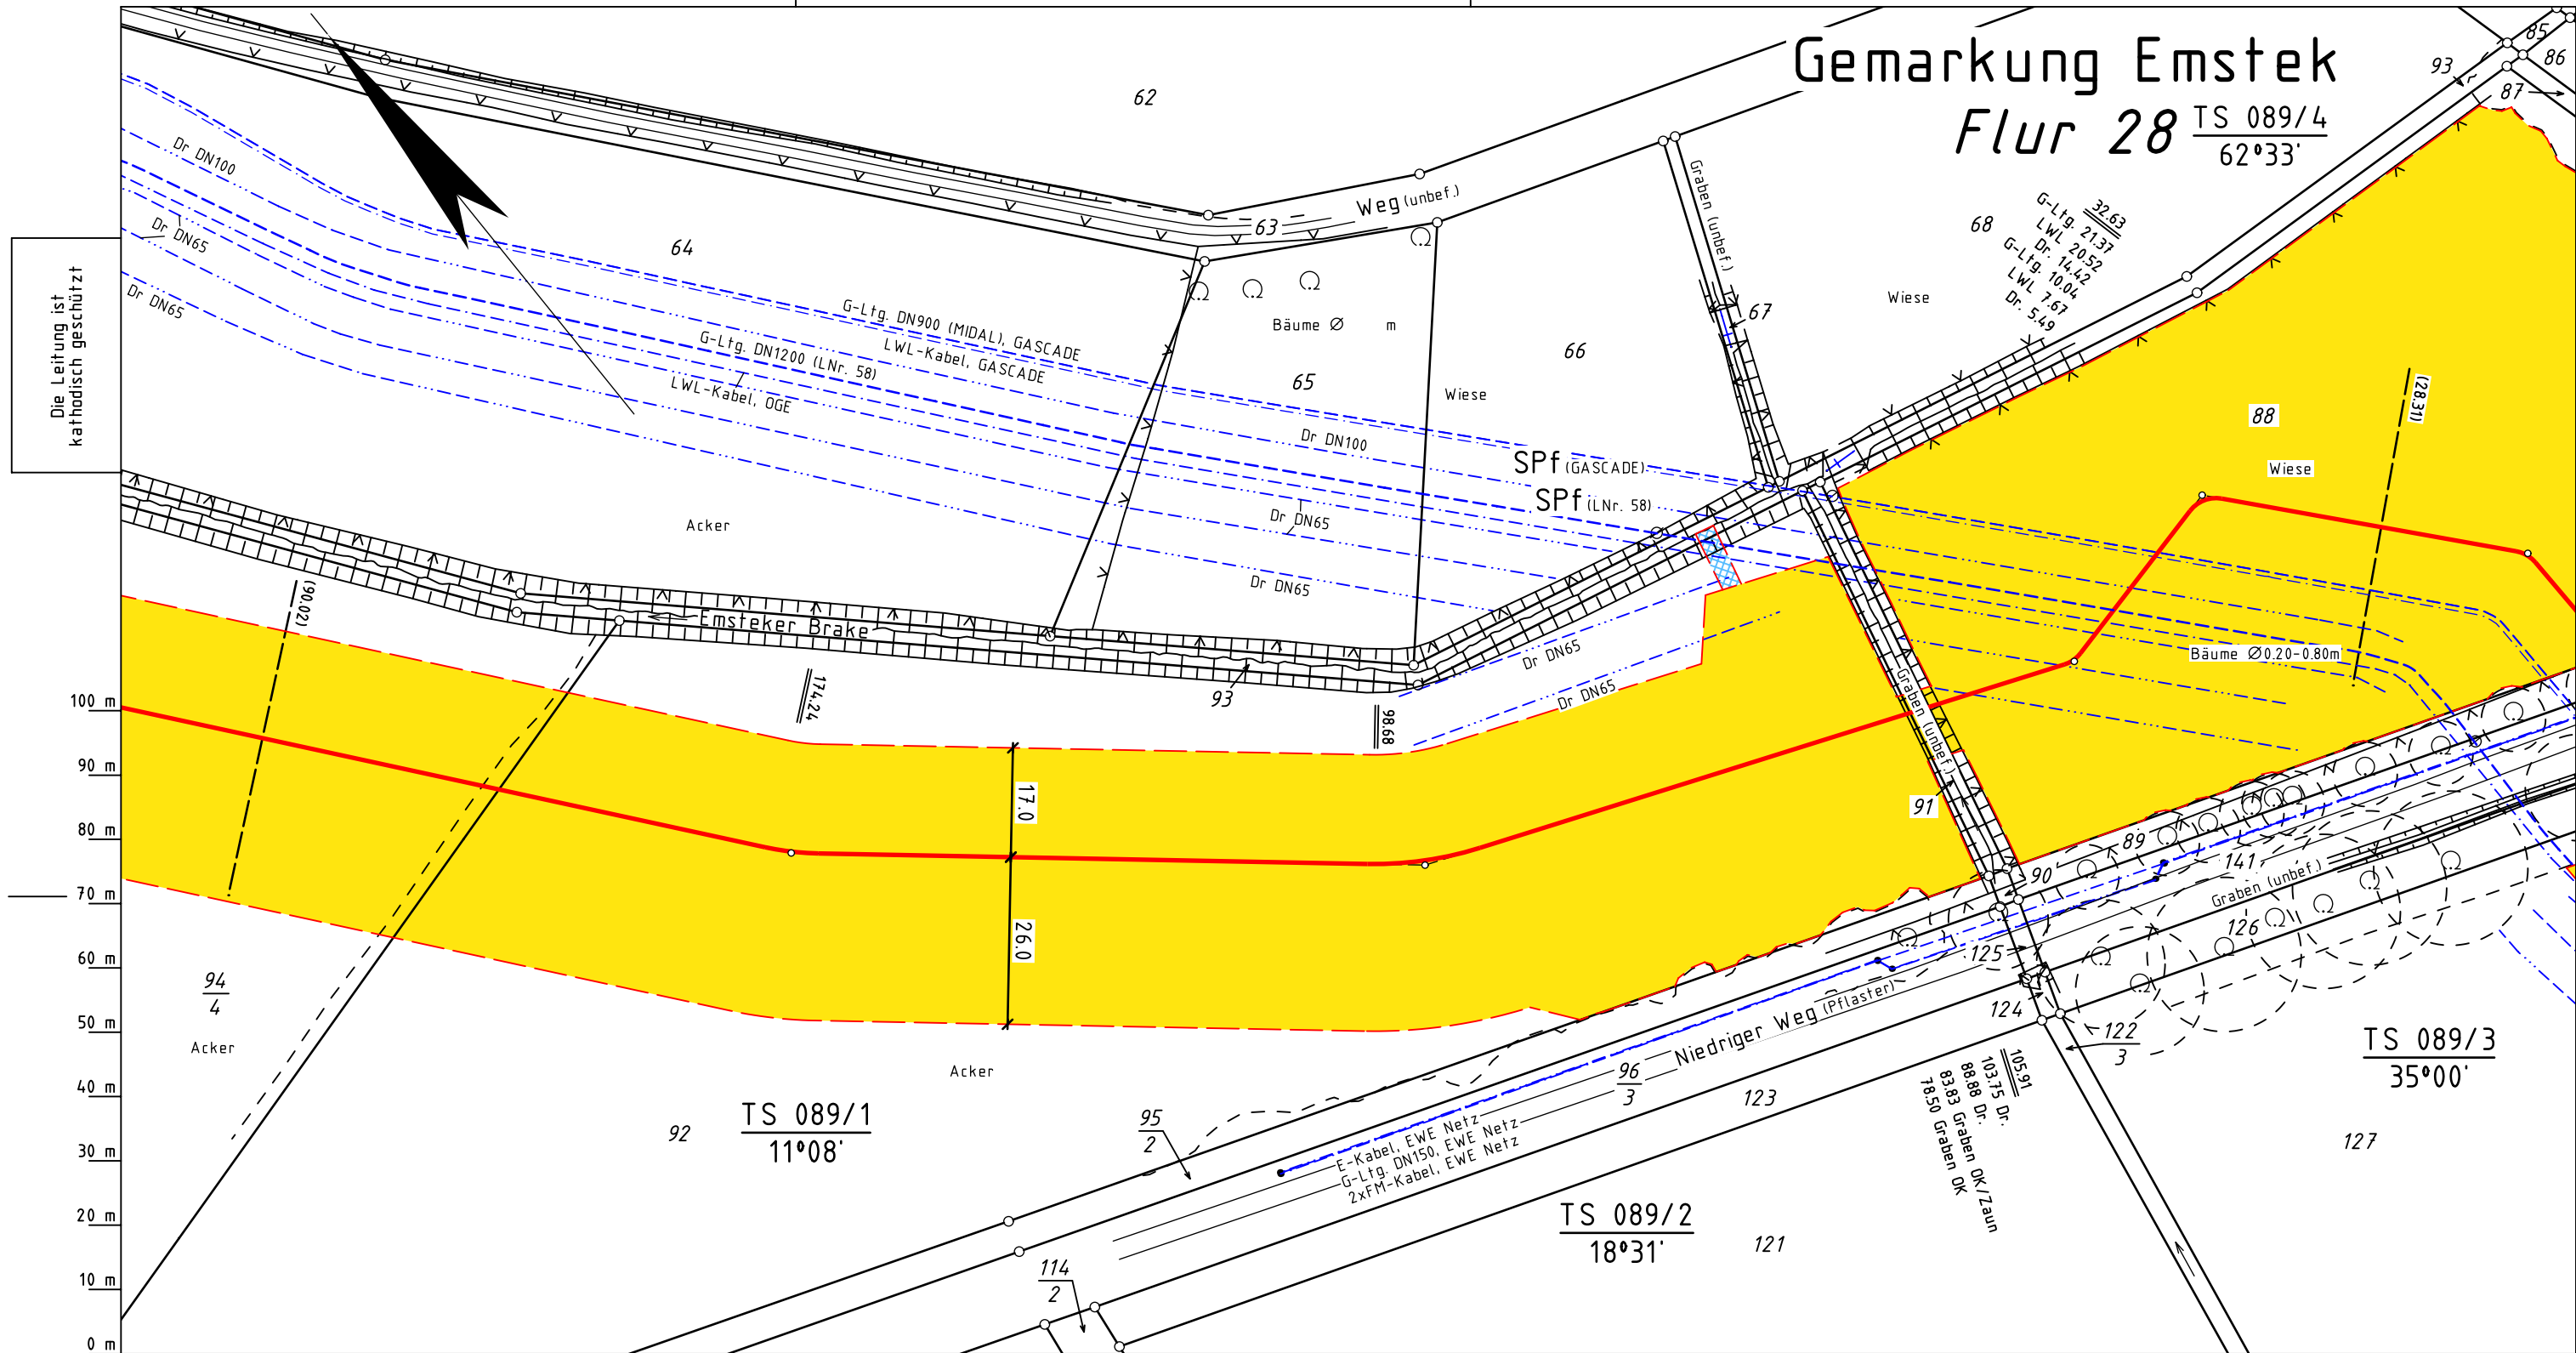 Gemarkung Emstek
Flur 28
TS 089/4
62°33'
85
86
93
87
62
Dr DN100
Dr DN65
Dr DN65
64
63
Weg (unbef.)
Graben (unbef.)
68
32.63
G-Ltg. 21.37
LWL 20.52
Dr. 14.42
G-Ltg. 10.04
LWL 7.67
Dr. 5.49
Wiese
67
Die Leitung ist
kathodisch geschützt
G-Ltg. DN900 (MIDAL), GASCADE
LWL-Kabel, GASCADE
G-Ltg. DN1200 (LNr. 58)
LWL-Kabel, OGE
Bäume Ø m
65
66
Wiese
Dr DN100
SPf (GASCADE)
SPf (LNr. 58)
Dr DN65
Dr DN65
88
Wiese
(28.31)
Acker
Emsteker Brake
(90.02)
174.24
93
98.68
Dr DN65
Dr DN65
Bäume Ø0.20-0.80m
Graben (unbef.)
91
17.0
26.0
100 m
90 m
80 m
70 m
60 m
50 m
40 m
30 m
20 m
10 m
0 m
89
141
90
Graben (unbef.)
126
125
124
122
3
94
4
Acker
Acker
Niedriger Weg (Pflaster)
96
3
123
105.91
103.75 Dr.
88.88 Dr.
83.83 Graben OK/Zaun
78.50 Graben OK
TS 089/3
35°00'
127
TS 089/1
11°08'
92
95
2
E-Kabel, EWE Netz
G-Ltg. DN150, EWE Netz
2xFM-Kabel, EWE Netz
TS 089/2
18°31'
121
114
2